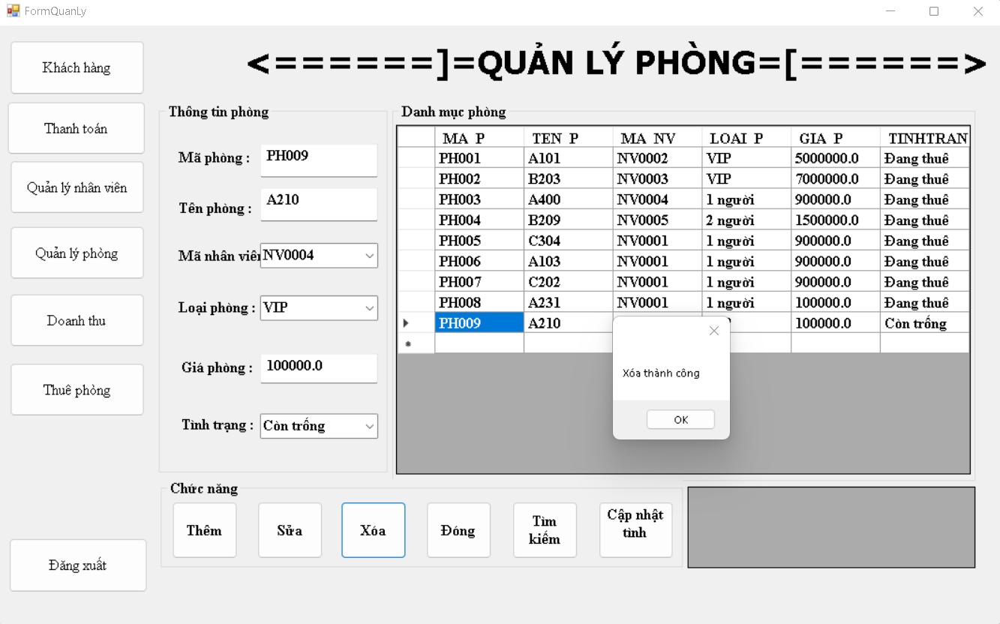 FormQuanLy
Khách hàng
Thanh toán
Quản lý nhân viên
Quản lý phòng
Doanh thu
Thuê phòng
Đăng xuất
<======]=QUẢN LÝ PHÒNG=[======>
Thông tin phòng
Mã phòng : PH009
Tên phòng : A210
Mã nhân viên NV0004
Loại phòng : VIP
Giá phòng : 100000.0
Tình trạng : Còn trống
Danh mục phòng
MA_P TEN_P MA_NV LOAI_P GIA_P TINHTRAN
PH001 A101 NV0002 VIP 5000000.0 Đang thuê
PH002 B203 NV0003 VIP 7000000.0 Đang thuê
PH003 A400 NV0004 1 người 900000.0 Đang thuê
PH004 B209 NV0005 2 người 1500000.0 Đang thuê
PH005 C304 NV0001 1 người 900000.0 Đang thuê
PH006 A103 NV0001 1 người 900000.0 Đang thuê
PH007 C202 NV0001 1 người 900000.0 Đang thuê
PH008 A231 NV0001 1 người 100000.0 Đang thuê
PH009 A210 100000.0 Còn trống
Xóa thành công
OK
Chức năng
Thêm
Sửa
Xóa
Đóng
Tìm
kiếm
Cập nhật
tình